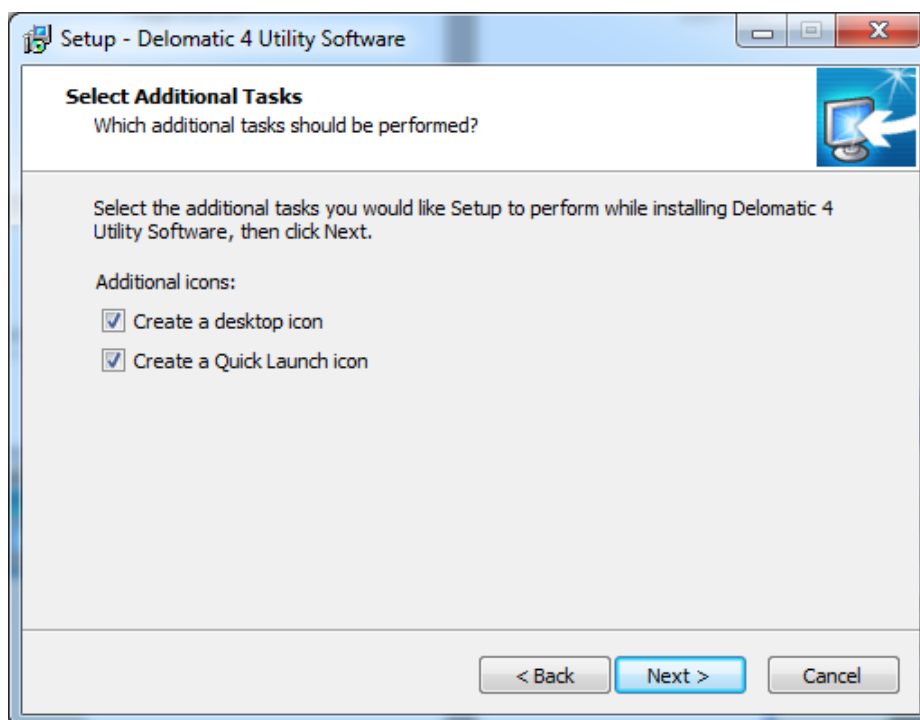 Setup - Delomatic 4 Utility Software
Select Additional Tasks
Which additional tasks should be performed?
Select the additional tasks you would like Setup to perform while installing Delomatic 4
Utility Software, then click Next.
Additional icons:
Create a desktop icon
Create a Quick Launch icon
< Back Next > Cancel